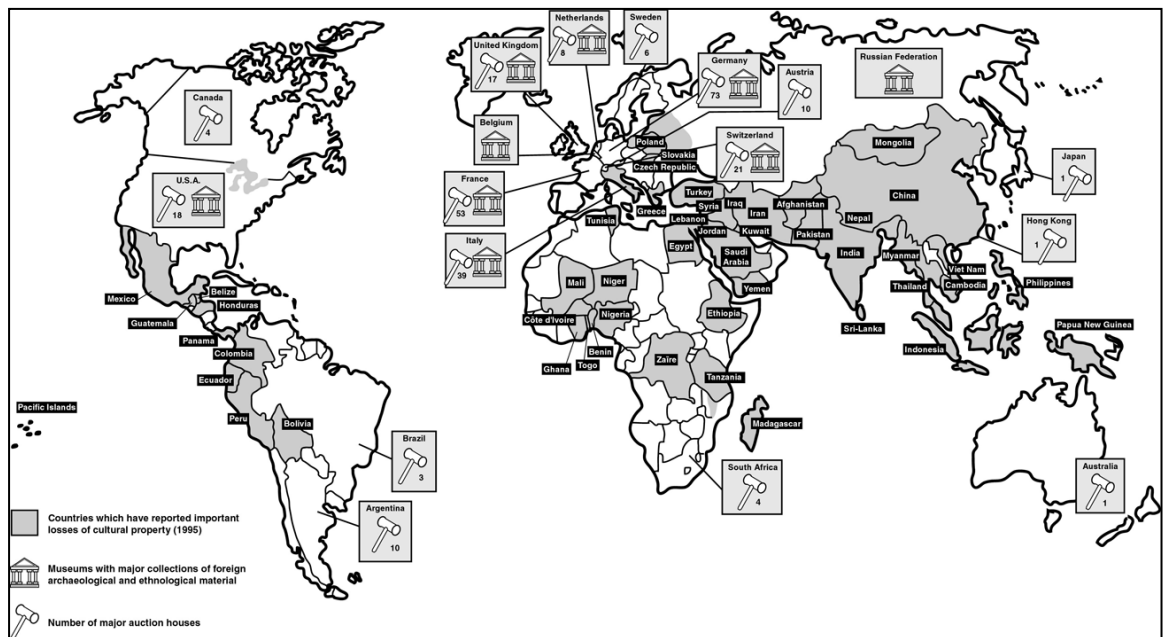 Netherlands
8
Sweden
6
United Kingdom
17
Germany
73
Austria
10
Russian Federation
Canada
4
Belgium
Switzerland
21
Poland
Slovakia
Czech Republic
Mongolia
Japan
1
U.S.A.
18
France
53
Turkey
Syria
Iraq
Iran
Afghanistan
China
Tunisia
Greece
Lebanon
Jordan
Kuwait
Pakistan
Nepal
Hong Kong
1
Italy
39
Egypt
Saudi
Arabia
India
Myanmar
Viet Nam
Mali
Niger
Yemen
Thailand
Cambodia
Philippines
Mexico
Belize
Honduras
Guatemala
Côte d'Ivoire
Nigeria
Ethiopia
Sri-Lanka
Papua New Guinea
Panama
Colombia
Benin
Togo
Ghana
Zaïre
Indonesia
Ecuador
Tanzania
Pacific Islands
Peru
Bolivia
Madagascar
Brazil
3
South Africa
4
Australia
1
Argentina
10
Countries which have reported important
losses of cultural property (1995)
Museums with major collections of foreign
archaeological and ethnological material
Number of major auction houses